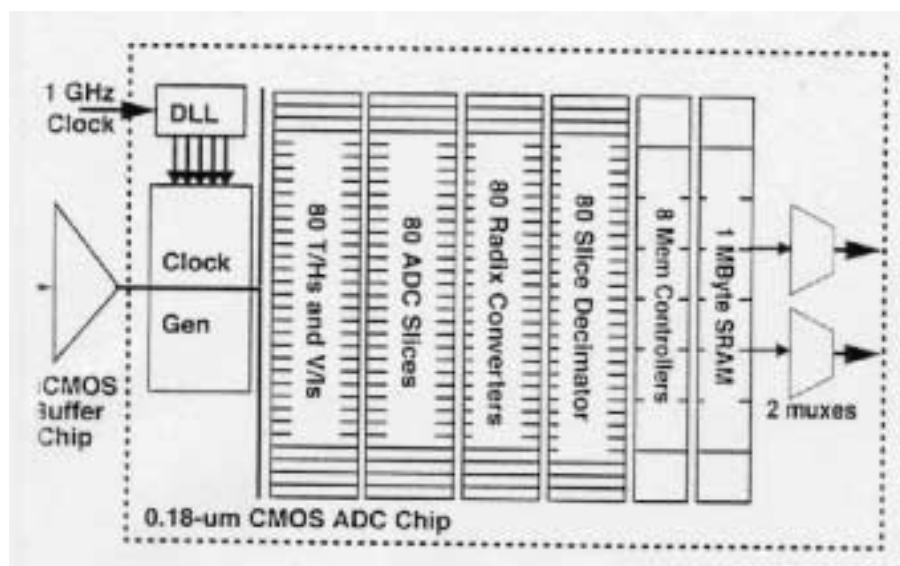 1 GHz
Clock
DLL
Clock
Gen
CMOS
Buffer
Chip
80 T/Hs and V/Is
80 ADC Slices
80 Radix Converters
80 Slice Decimator
8 Mem Controllers
1 MByte SRAM
2 muxes
0.18-um CMOS ADC Chip